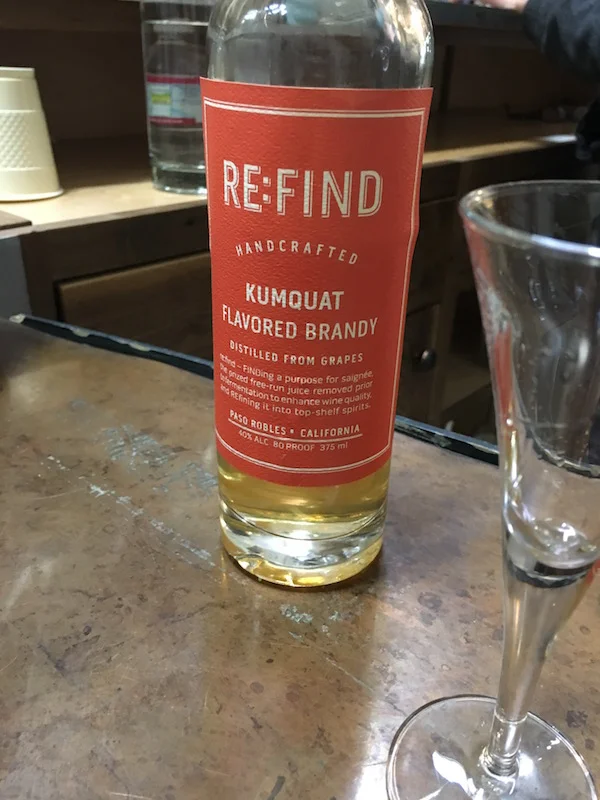 RE:FIND
HANDCRAFTED
KUMQUAT
FLAVORED BRANDY
DISTILLED FROM GRAPES
re:find – FINDing a purpose for saignée,
the prized free-run juice removed prior
to fermentation to enhance wine quality,
and REfining it into top-shelf spirits.
PASO ROBLES • CALIFORNIA
40% ALC 80 PROOF 375 ml